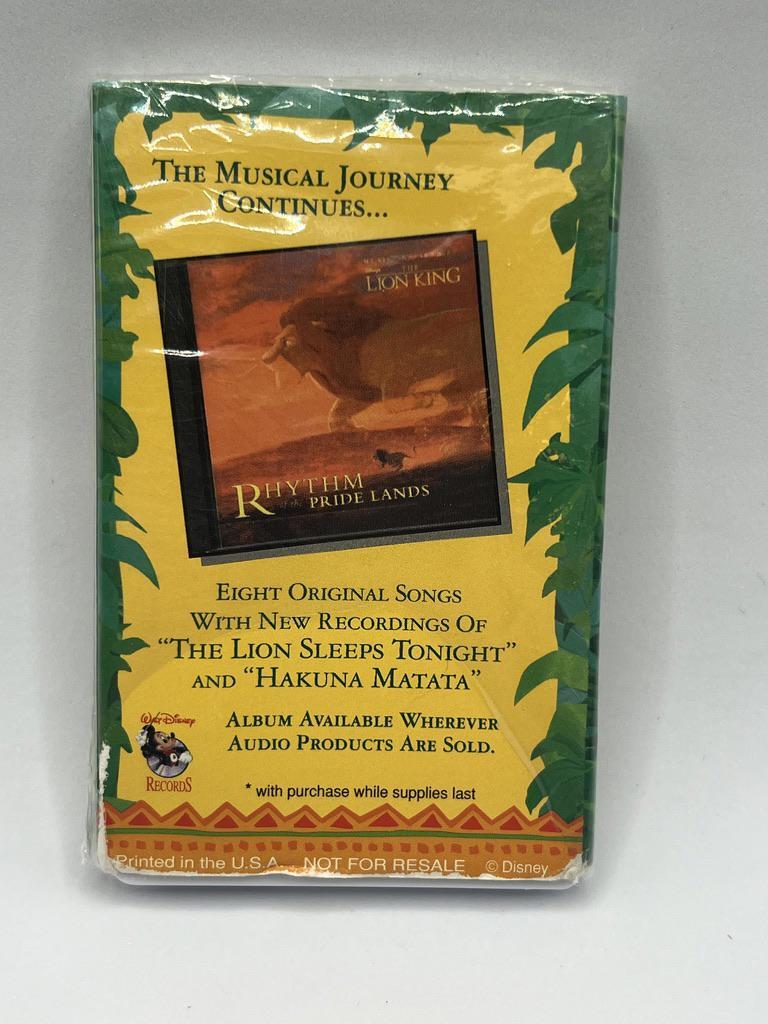 THE MUSICAL JOURNEY
CONTINUES...
THE
LION KING
RHYTHM
of the PRIDE LANDS
EIGHT ORIGINAL SONGS
WITH NEW RECORDINGS OF
“THE LION SLEEPS TONIGHT”
AND “HAKUNA MATATA”
WALT DISNEY
RECORDS
ALBUM AVAILABLE WHEREVER
AUDIO PRODUCTS ARE SOLD.
* with purchase while supplies last
Printed in the U.S.A. NOT FOR RESALE © Disney